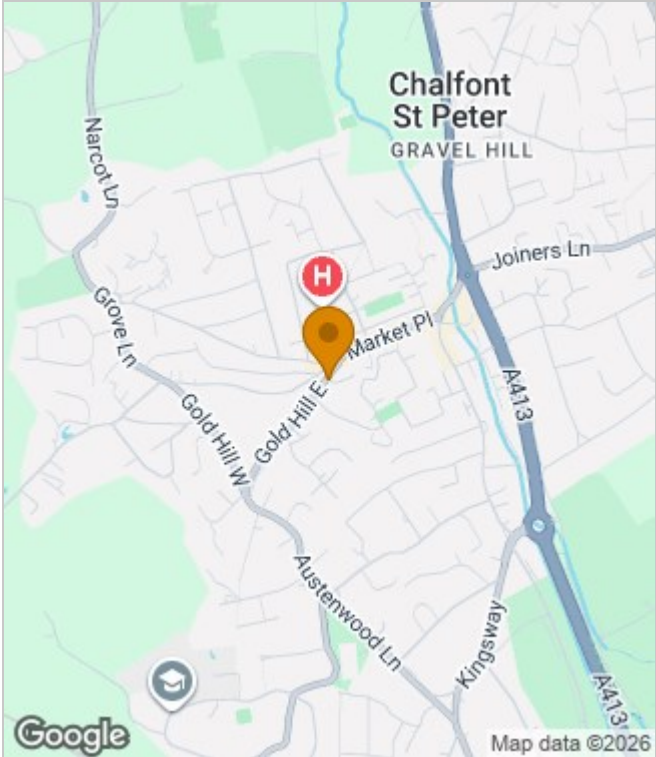 Chalfont
St Peter
GRAVEL HILL
Narcot Ln
Joiners Ln
H
Market Pl
Grove Ln
Gold Hill E
A413
Gold Hill W
Austenwood Ln
Kingsway
A413
Google
Map data ©2026